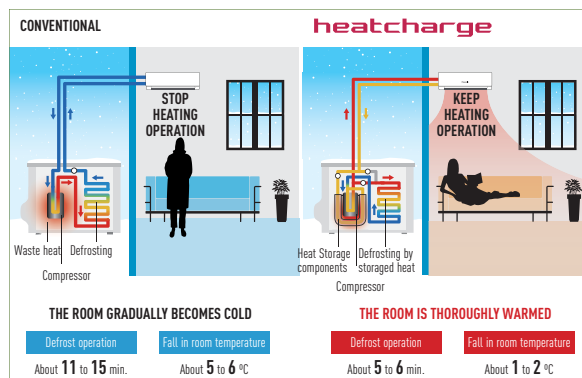 CONVENTIONAL
STOP
HEATING
OPERATION
Waste heat
Defrosting
Compressor
THE ROOM GRADUALLY BECOMES COLD
Defrost operation
Fall in room temperature
About 11 to 15 min.
About 5 to 6 ºC
heatcharge
KEEP
HEATING
OPERATION
Heat Storage
components
Defrosting by
storaged heat
Compressor
THE ROOM IS THOROUGHLY WARMED
Defrost operation
Fall in room temperature
About 5 to 6 min.
About 1 to 2 ºC